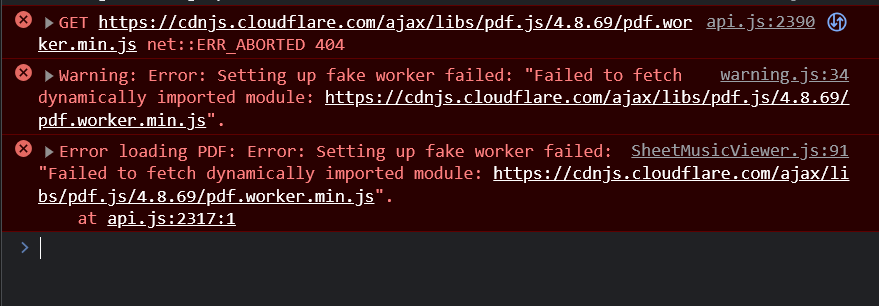 GET https://cdnjs.cloudflare.com/ajax/libs/pdf.js/4.8.69/pdf.wor api.js:2390
ker.min.js net::ERR_ABORTED 404
Warning: Error: Setting up fake worker failed: "Failed to fetch warning.js:34
dynamically imported module: https://cdnjs.cloudflare.com/ajax/libs/pdf.js/4.8.69/
pdf.worker.min.js".
Error loading PDF: Error: Setting up fake worker failed: SheetMusicViewer.js:91
"Failed to fetch dynamically imported module: https://cdnjs.cloudflare.com/ajax/li
bs/pdf.js/4.8.69/pdf.worker.min.js".
at api.js:2317:1